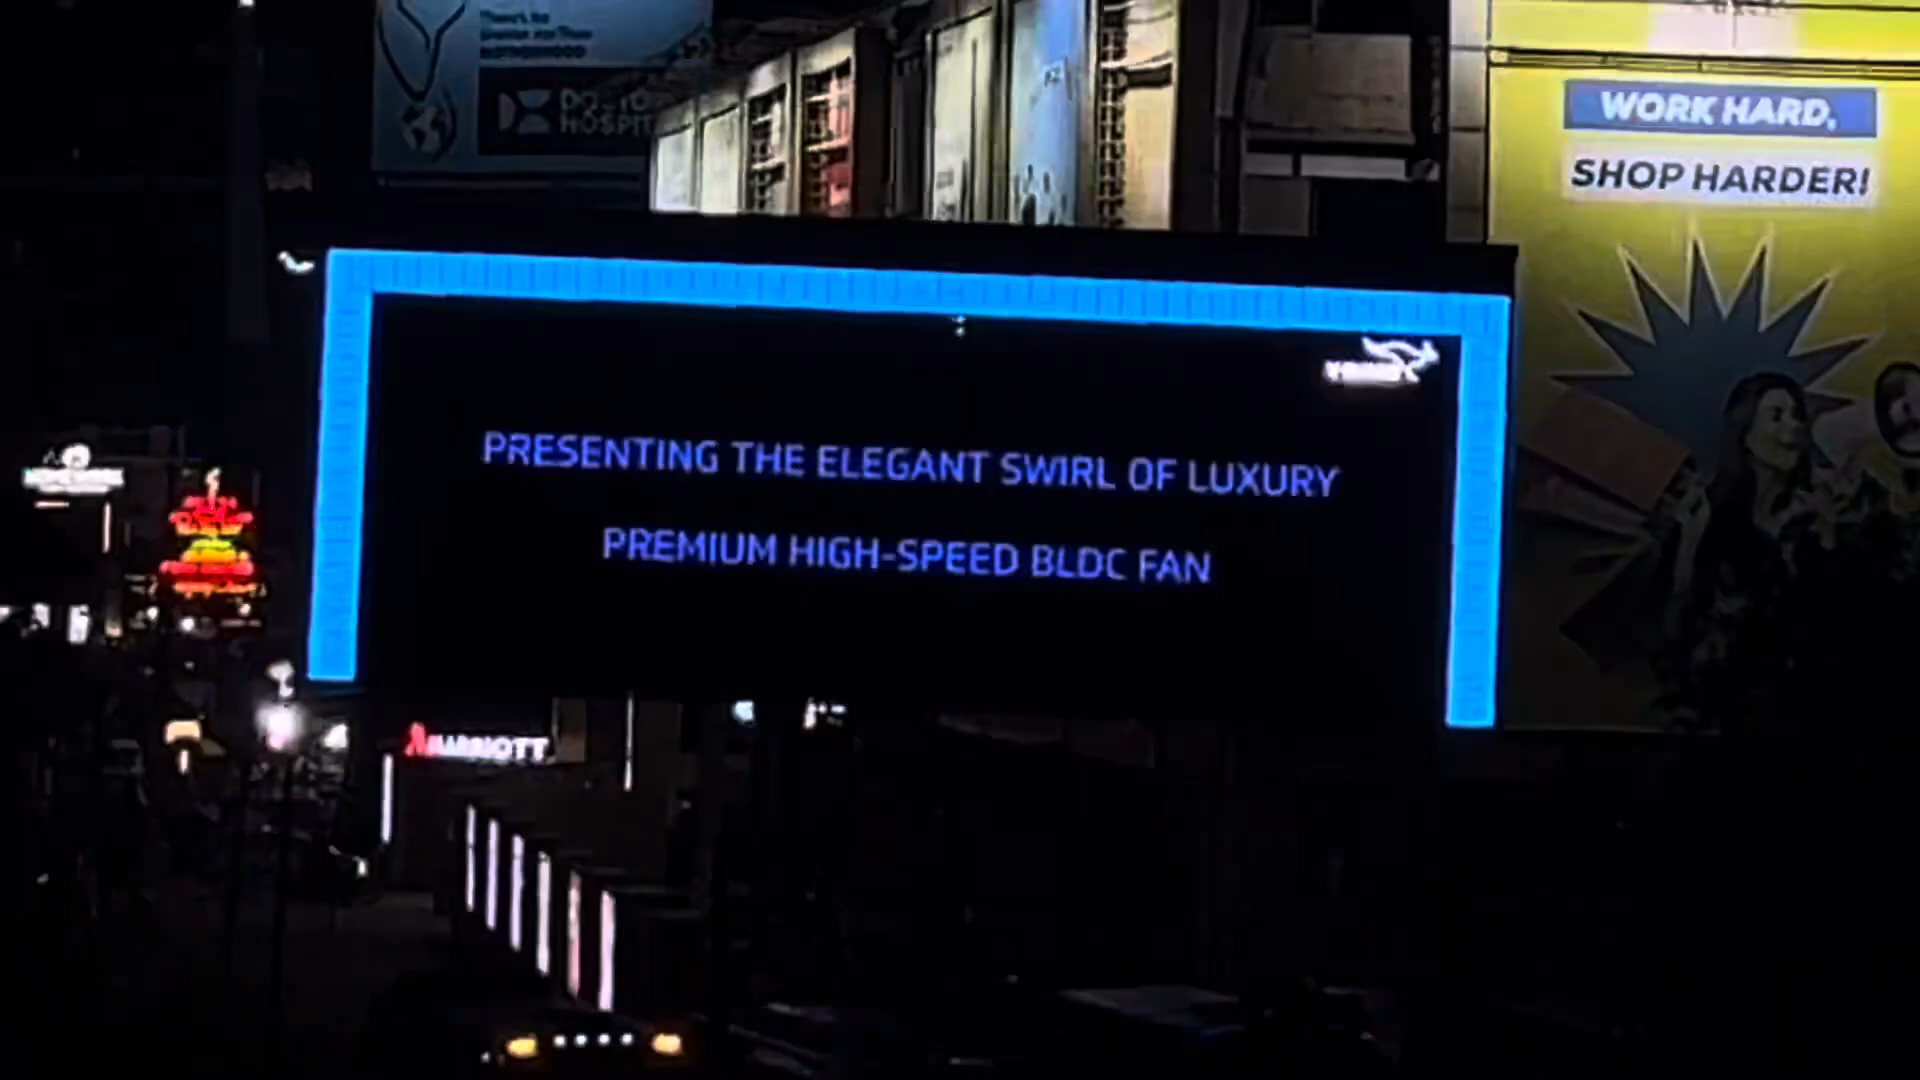 WORK HARD,
SHOP HARDER!
PRESENTING THE ELEGANT SWIRL OF LUXURY
PREMIUM HIGH-SPEED BLDC FAN
MARRIOTT